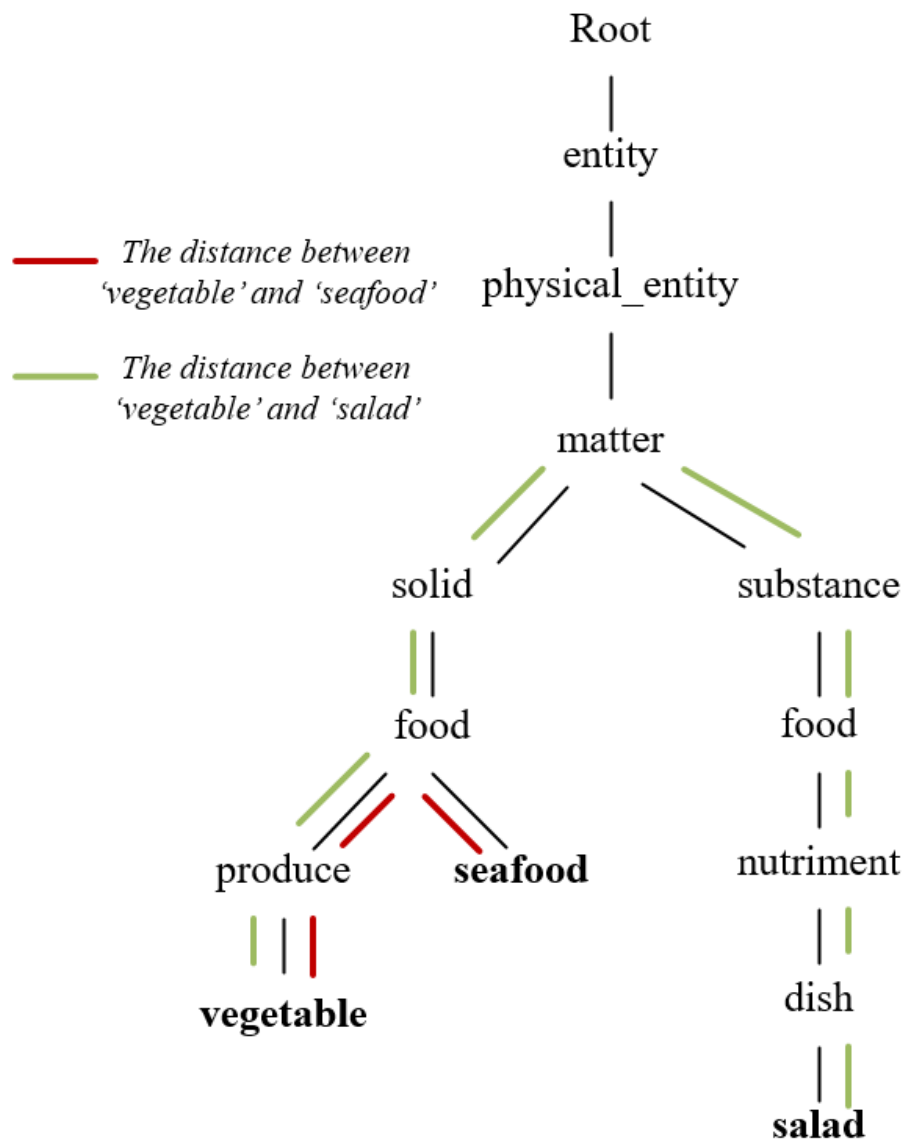 Root
entity
The distance between
‘vegetable’ and ‘seafood’
physical_entity
The distance between
‘vegetable’ and ‘salad’
matter
solid
substance
food
food
produce
seafood
nutriment
vegetable
dish
salad